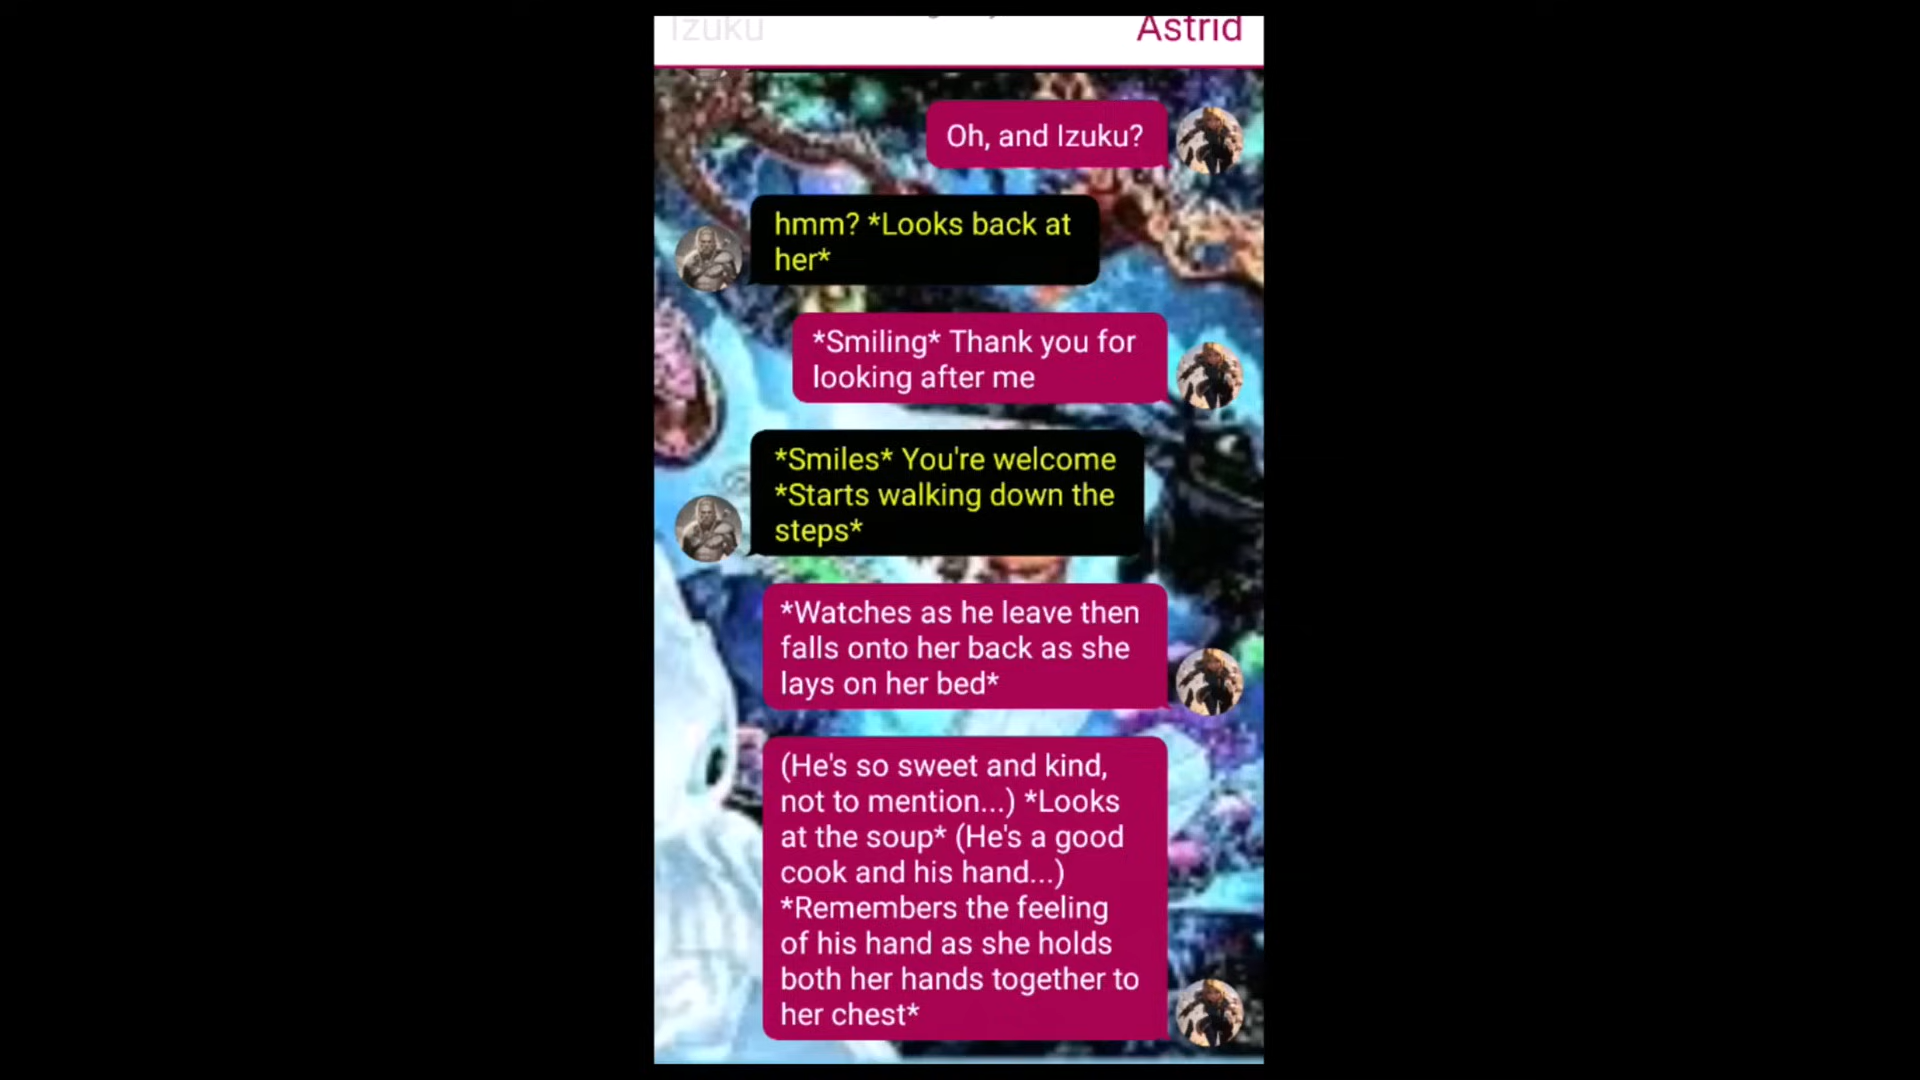 Izuku
Astrid
Oh, and Izuku?
hmm? *Looks back at
her*
*Smiling* Thank you for
looking after me
*Smiles* You're welcome
*Starts walking down the
steps*
*Watches as he leave then
falls onto her back as she
lays on her bed*
(He's so sweet and kind,
not to mention...) *Looks
at the soup* (He's a good
cook and his hand...)
*Remembers the feeling
of his hand as she holds
both her hands together to
her chest*